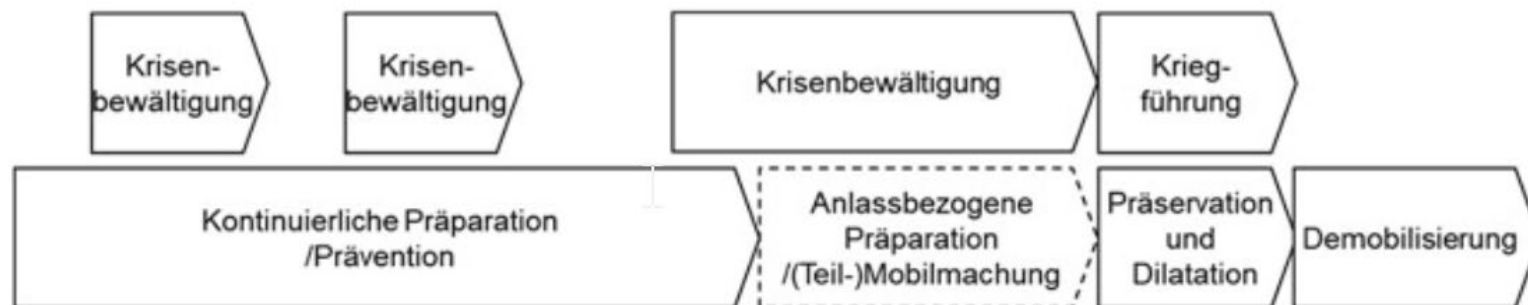 Krisen-
bewältigung
Krisen-
bewältigung
Krisenbewältigung
Krieg-
führung
Kontinuierliche Präparation
/Prävention
Anlassbezogene
Präparation
/(Teil-)Mobilmachung
Präservation
und
Dilatation
Demobilisierung